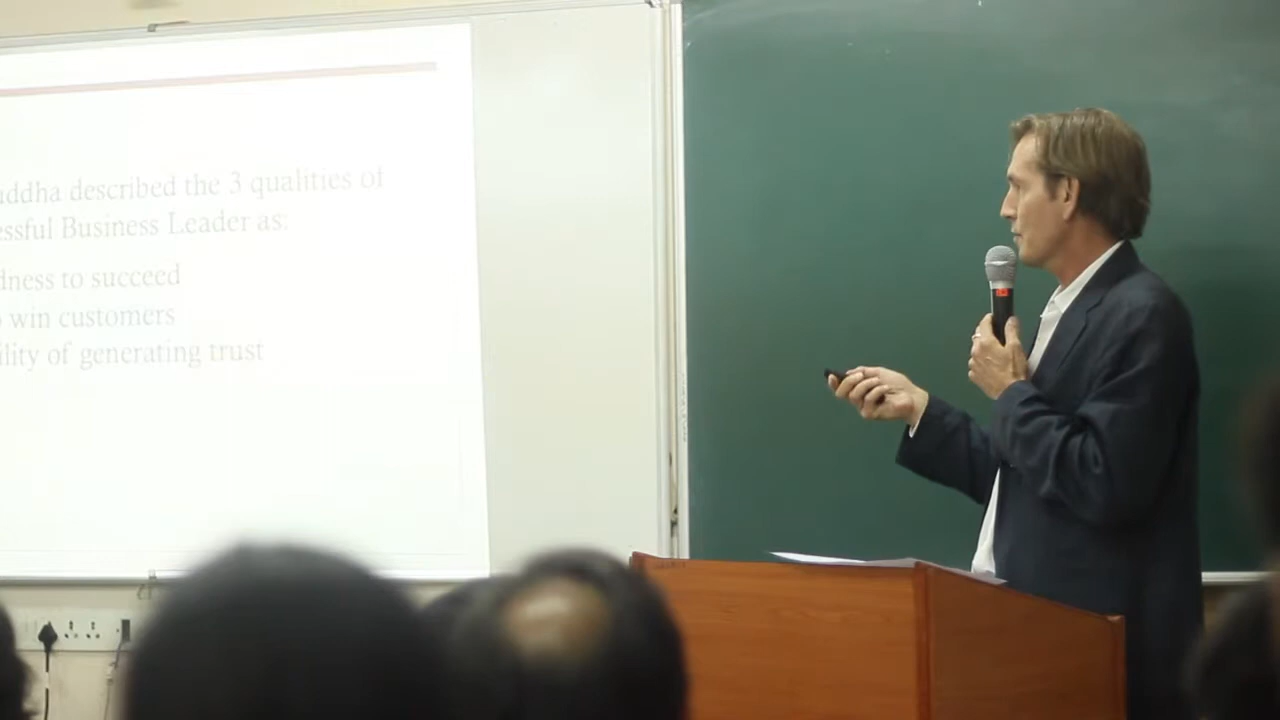 uddha described the 3 qualities of
essful Business Leader as:
dness to succeed
o win customers
ility of generating trust